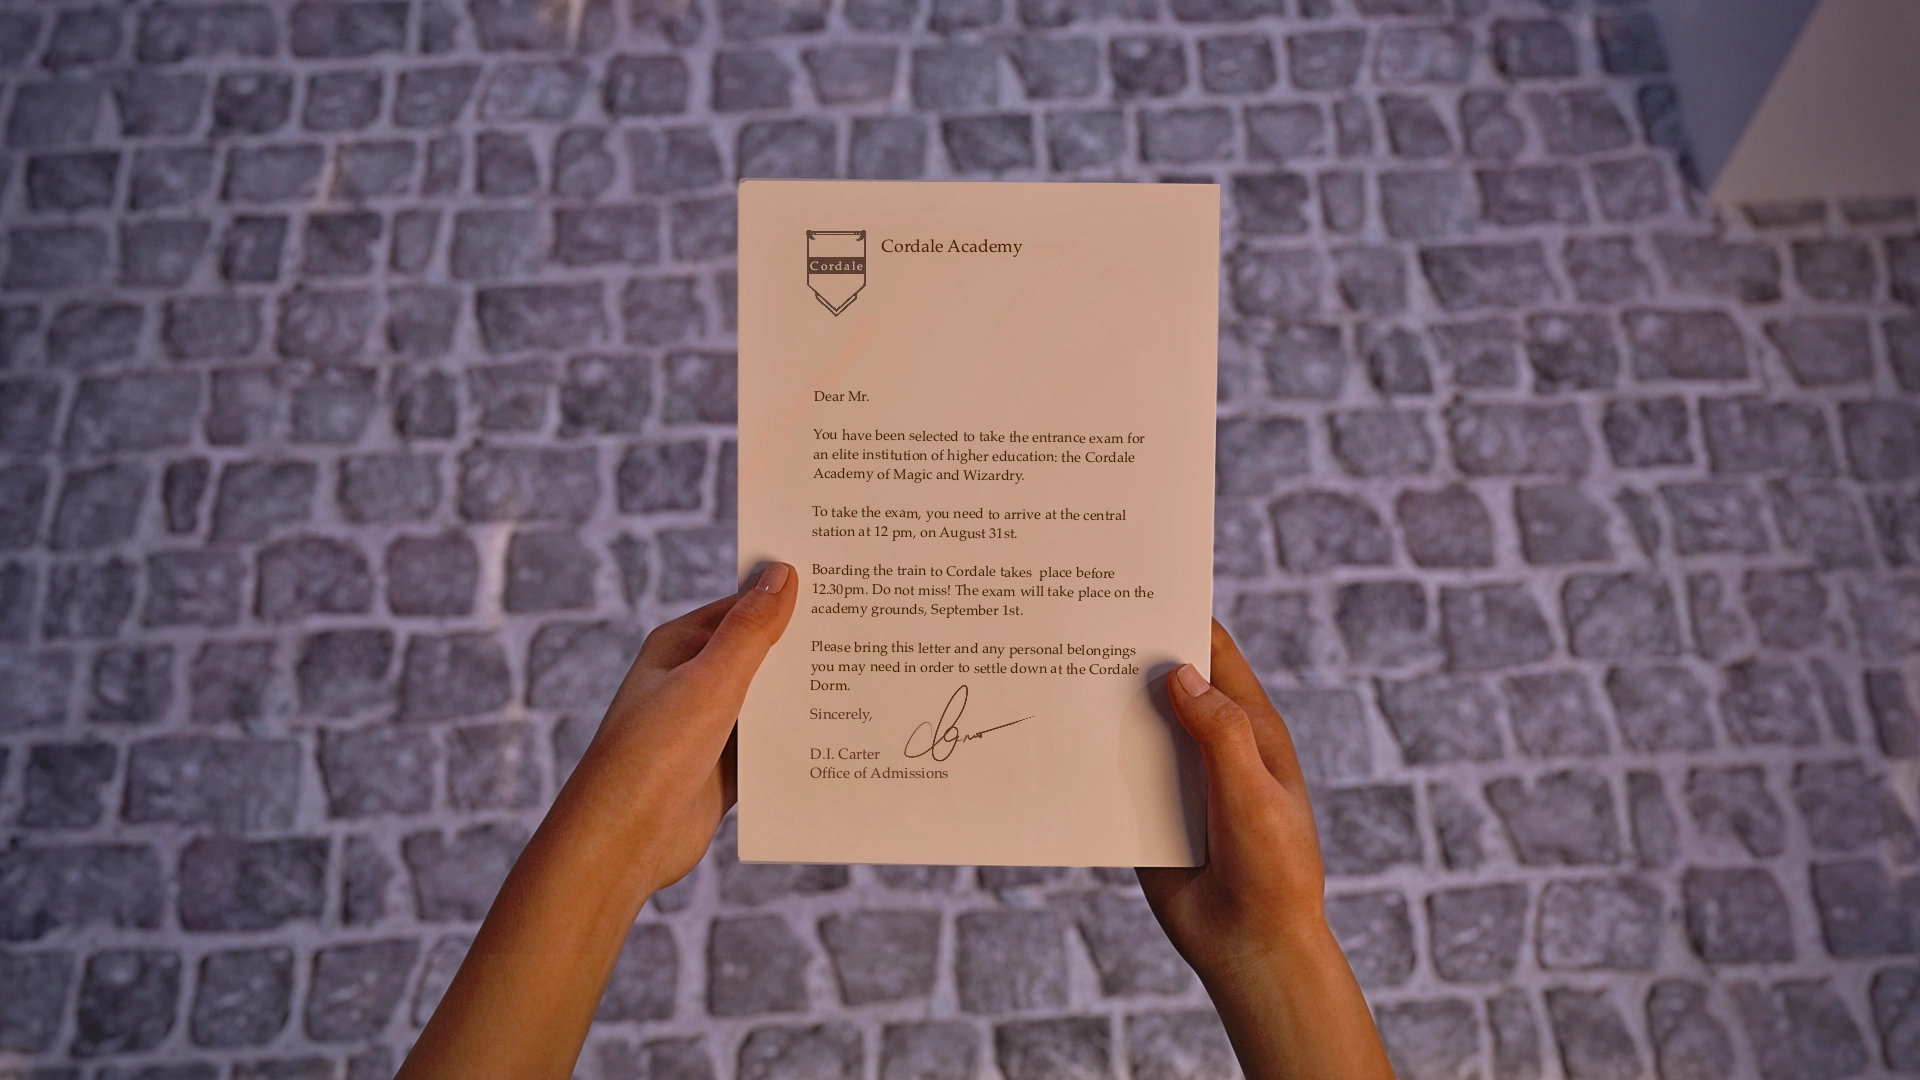 Cordale Academy
Cordale
Dear Mr.
You have been selected to take the entrance exam for
an elite institution of higher education: the Cordale
Academy of Magic and Wizardry.
To take the exam, you need to arrive at the central
station at 12 pm, on August 31st.
Boarding the train to Cordale takes  place before
12.30pm. Do not miss! The exam will take place on the
academy grounds, September 1st.
Please bring this letter and any personal belongings
you may need in order to settle down at the Cordale
Dorm.
Sincerely,
D.I. Carter
Office of Admissions